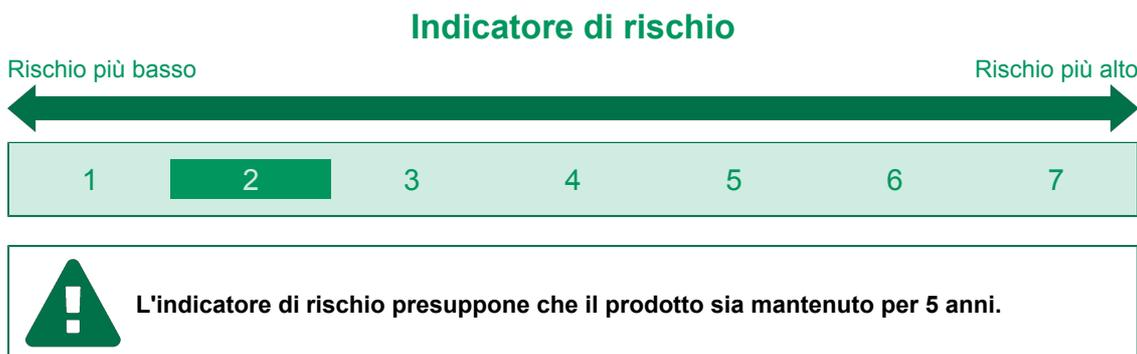 Indicatore di rischio
Rischio più basso Rischio più alto
1 2 3 4 5 6 7
L'indicatore di rischio presuppone che il prodotto sia mantenuto per 5 anni.